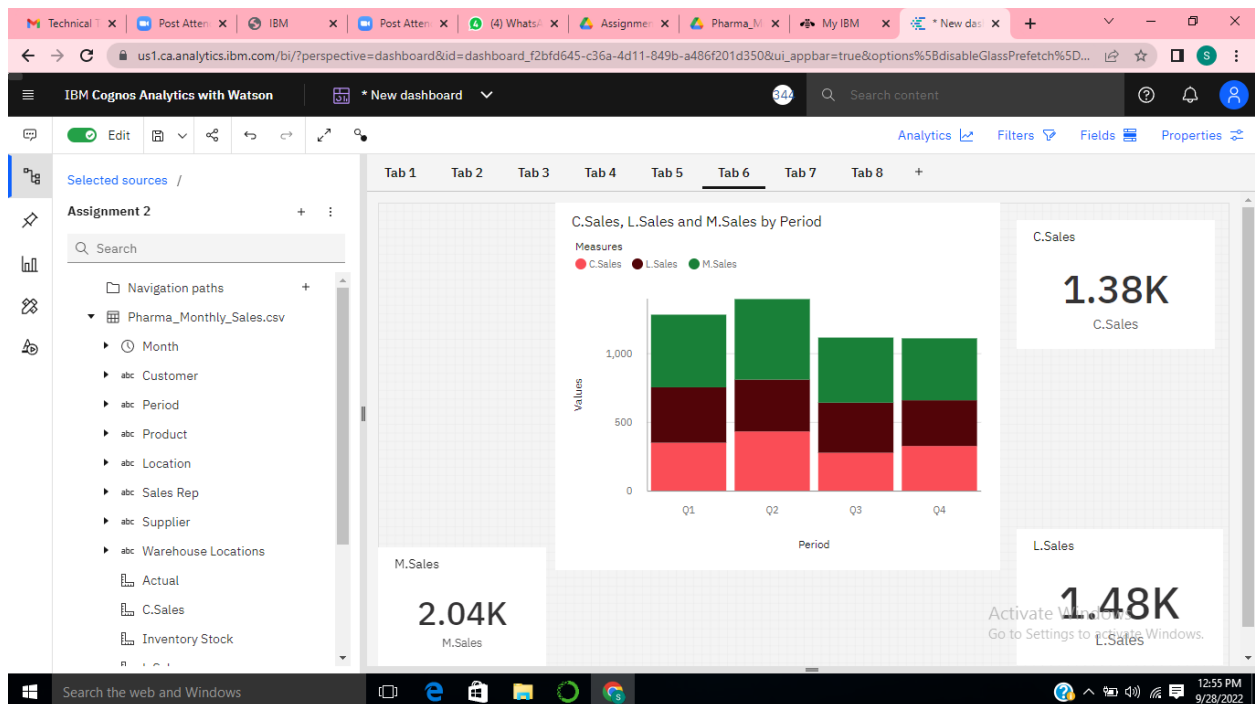 Technical T
Post Atten
IBM
Post Atten
(4) WhatsA
Assignmen
Pharma_M
My IBM
* New das
us1.ca.analytics.ibm.com/bi/?perspective=dashboard&id=dashboard_f2bfd645-c36a-4d11-849b-a486f201d350&ui_appbar=true&options%5BdisableGlassPrefetch%5D...
S
IBM Cognos Analytics with Watson
* New dashboard
344
Search content
Edit
Analytics
Filters
Fields
Properties
Selected sources /
Assignment 2
Search
Navigation paths
Pharma_Monthly_Sales.csv
Month
abc Customer
abc Period
abc Product
abc Location
abc Sales Rep
abc Supplier
abc Warehouse Locations
Actual
C.Sales
Inventory Stock
Tab 1 Tab 2 Tab 3 Tab 4 Tab 5 Tab 6 Tab 7 Tab 8
C.Sales, L.Sales and M.Sales by Period
Measures
C.Sales L.Sales M.Sales
Values
1,000
500
0
Q1 Q2 Q3 Q4
Period
C.Sales
1.38K
C.Sales
M.Sales
2.04K
M.Sales
L.Sales
1.48K
L.Sales
Activate Windows
Go to Settings to activate Windows.
Search the web and Windows
12:55 PM
9/28/2022